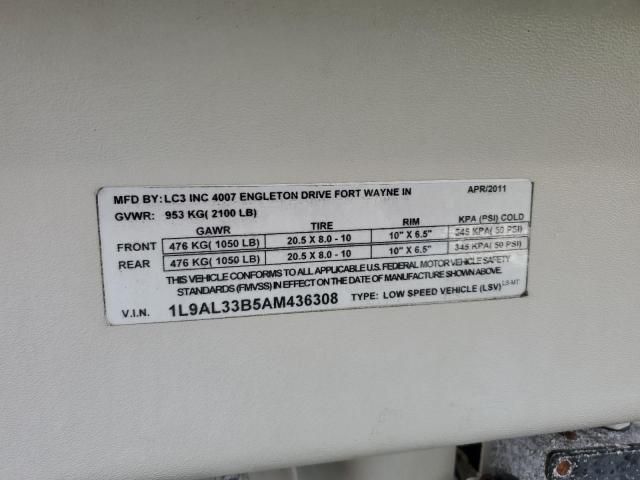 MFD BY: LC3 INC 4007 ENGLETON DRIVE FORT WAYNE IN APR/2011
GVWR: 953 KG( 2100 LB)
GAWR TIRE RIM KPA (PSI) COLD
FRONT 476 KG( 1050 LB) 20.5 X 8.0 - 10 10" X 6.5" 345 KPA( 50 PSI)
REAR 476 KG( 1050 LB) 20.5 X 8.0 - 10 10" X 6.5" 345 KPA( 50 PSI)
THIS VEHICLE CONFORMS TO ALL APPLICABLE U.S. FEDERAL MOTOR VEHICLE SAFETY
STANDARDS (FMVSS) IN EFFECT ON THE DATE OF MANUFACTURE SHOWN ABOVE.
V.I.N. 1L9AL33B5AM436308 TYPE: LOW SPEED VEHICLE (LSV) LS-MT